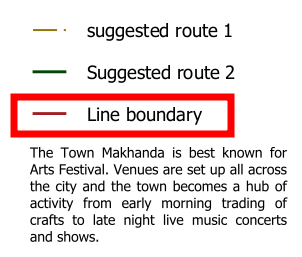 suggested route 1
Suggested route 2
Line boundary
The Town Makhanda is best known for
Arts Festival. Venues are set up all across
the city and the town becomes a hub of
activity from early morning trading of
crafts to late night live music concerts
and shows.